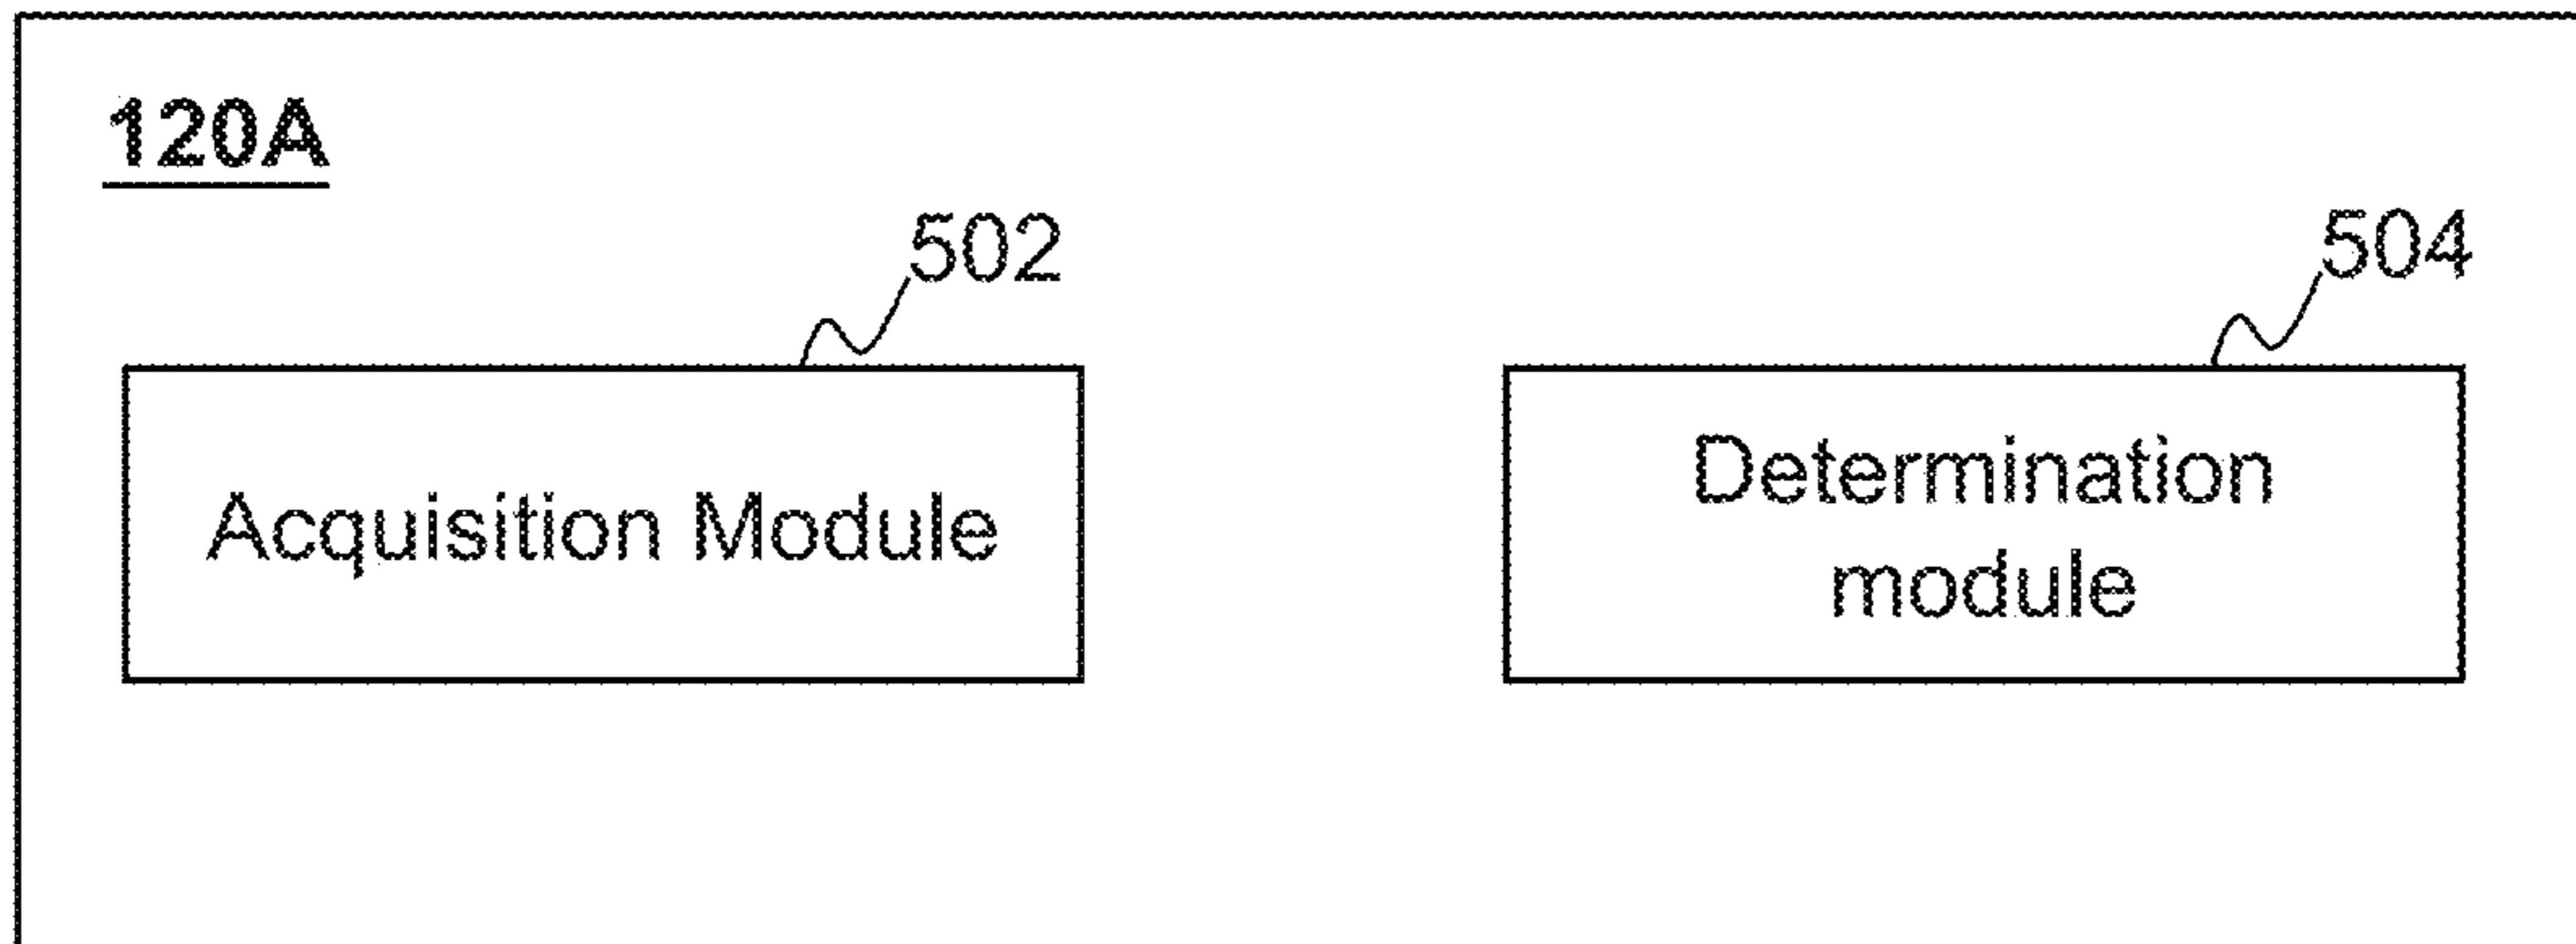 120A
502
504
Acquisition Module
Determination
module